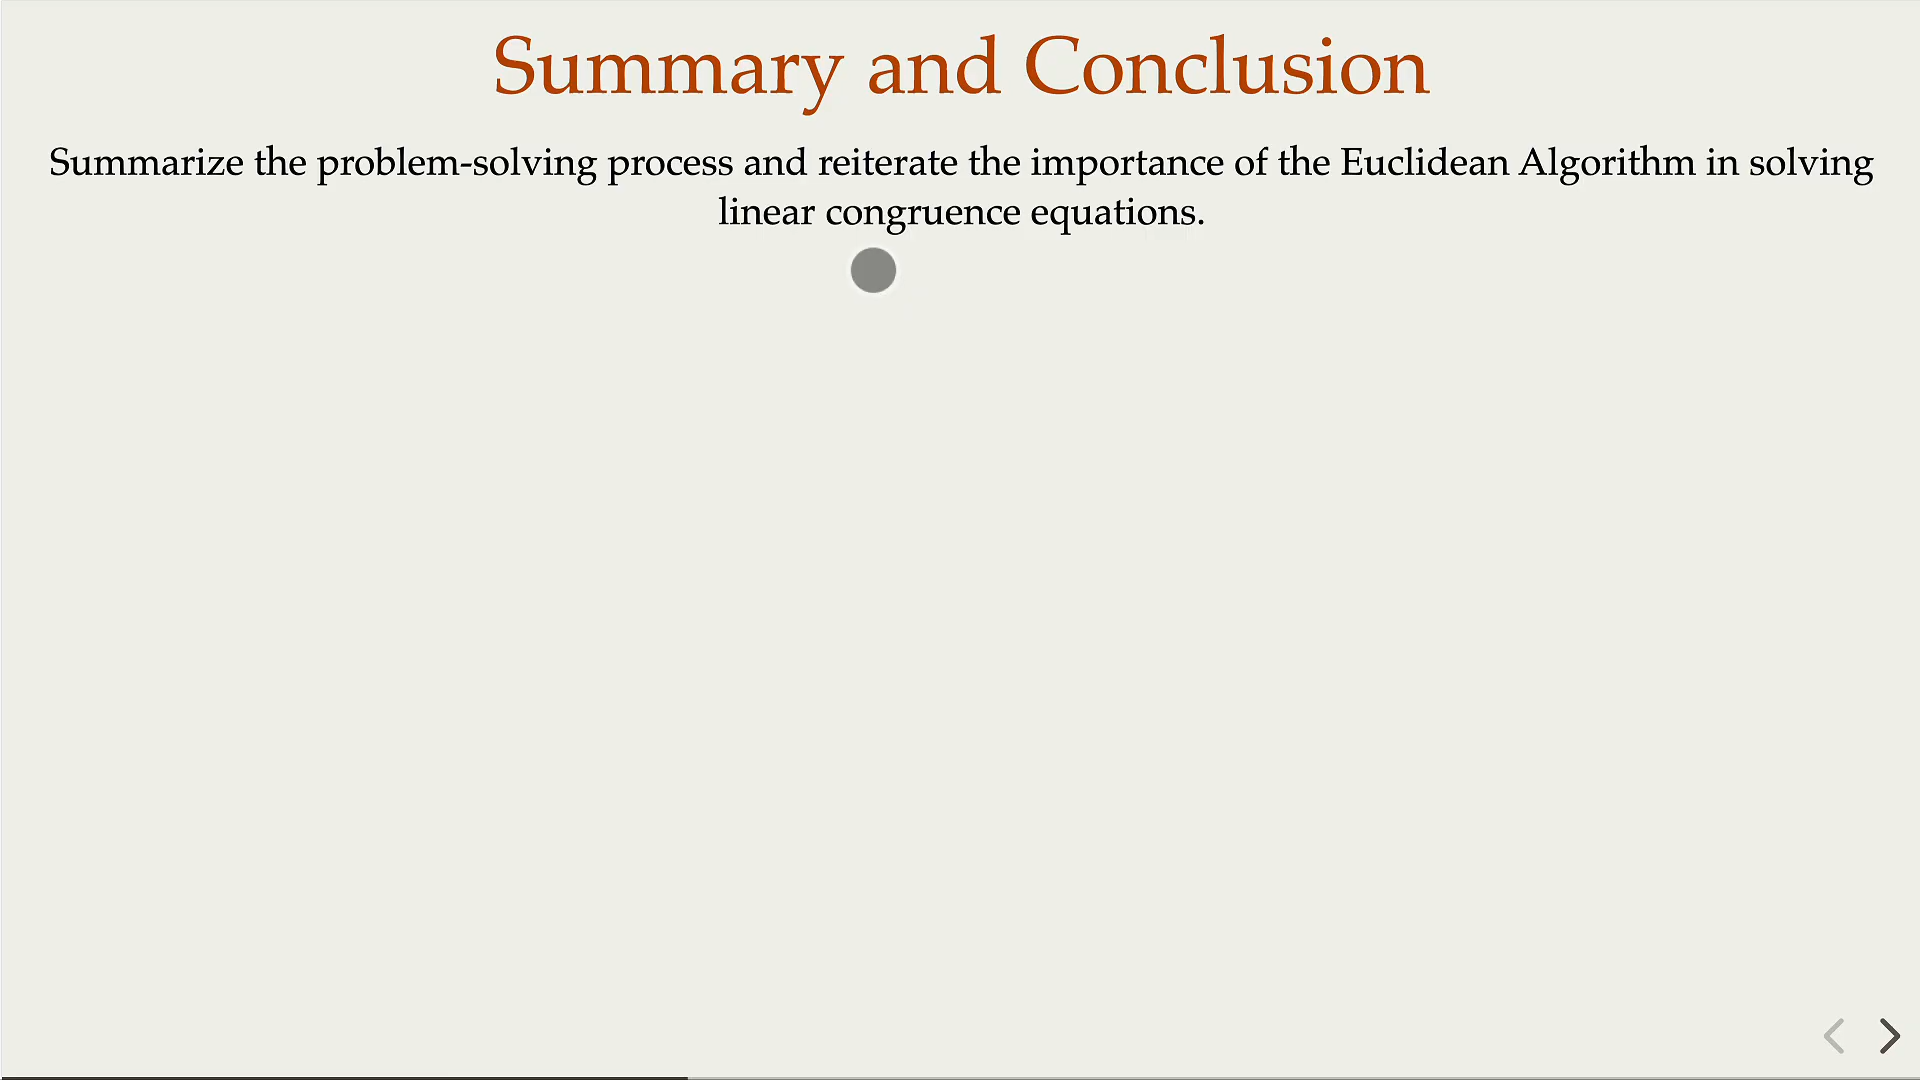 Summary and Conclusion
Summarize the problem-solving process and reiterate the importance of the Euclidean Algorithm in solving
linear congruence equations.